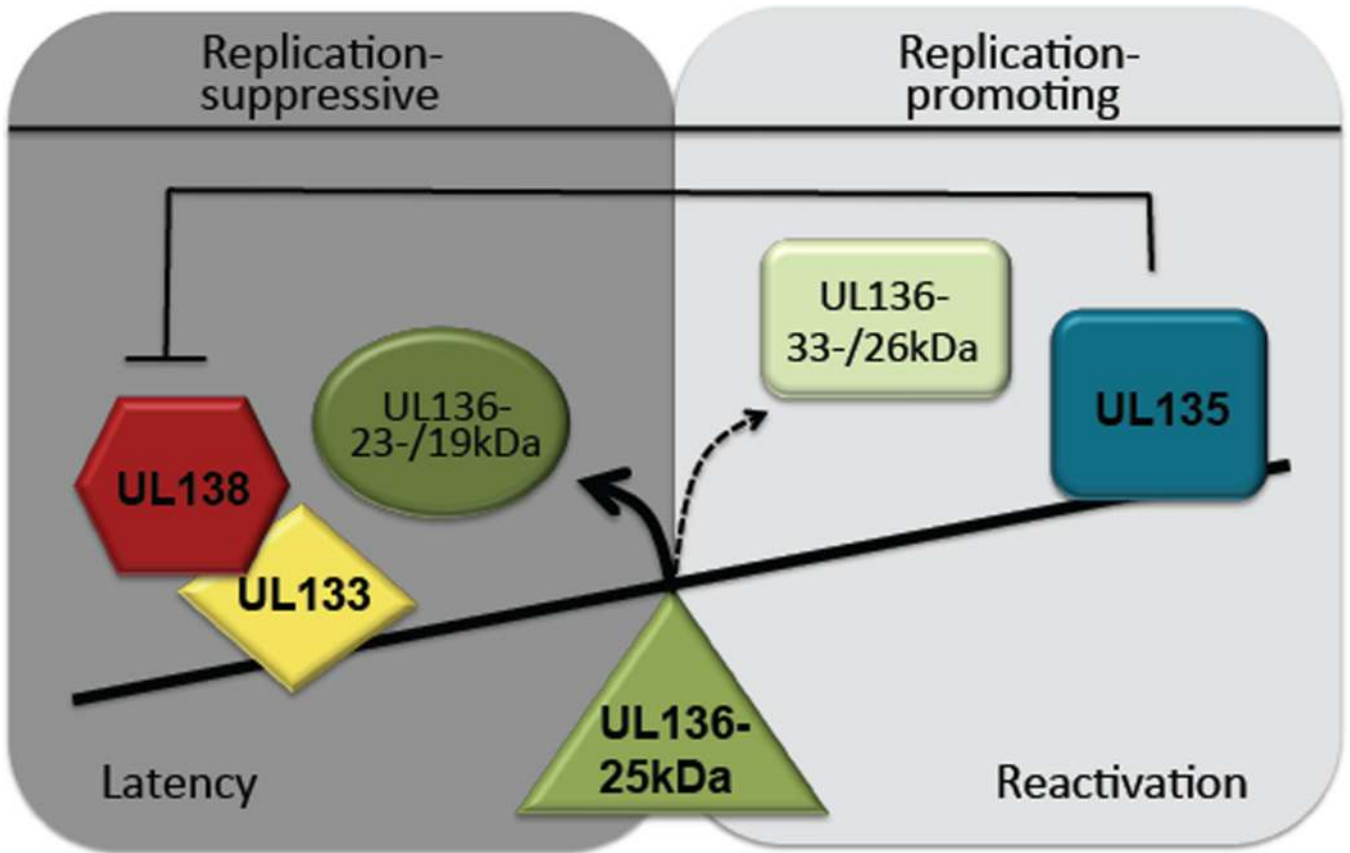 Replication-
suppressive
Replication-
promoting
UL136-
33-/26kDa
UL136-
23-/19kDa
UL135
UL138
UL133
UL136-
25kDa
Latency
Reactivation